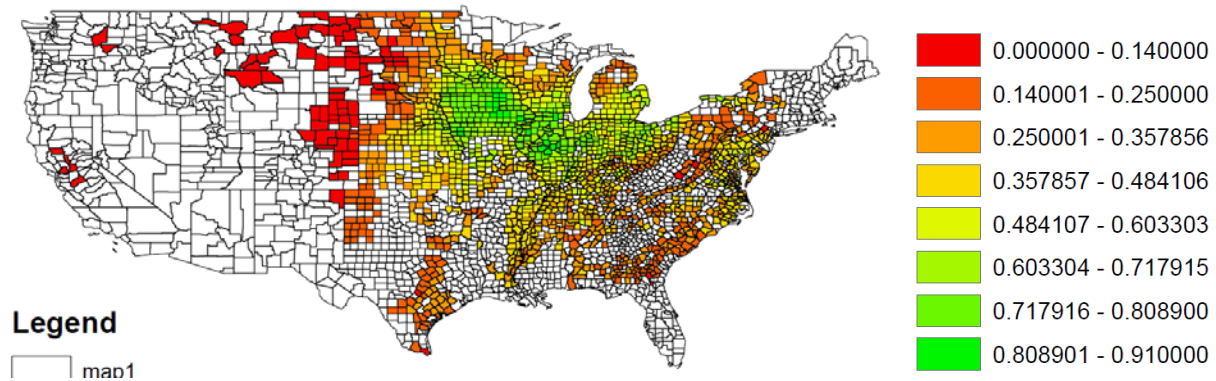 0.000000 - 0.140000
0.140001 - 0.250000
0.250001 - 0.357856
0.357857 - 0.484106
0.484107 - 0.603303
0.603304 - 0.717915
0.717916 - 0.808900
0.808901 - 0.910000
Legend
map1